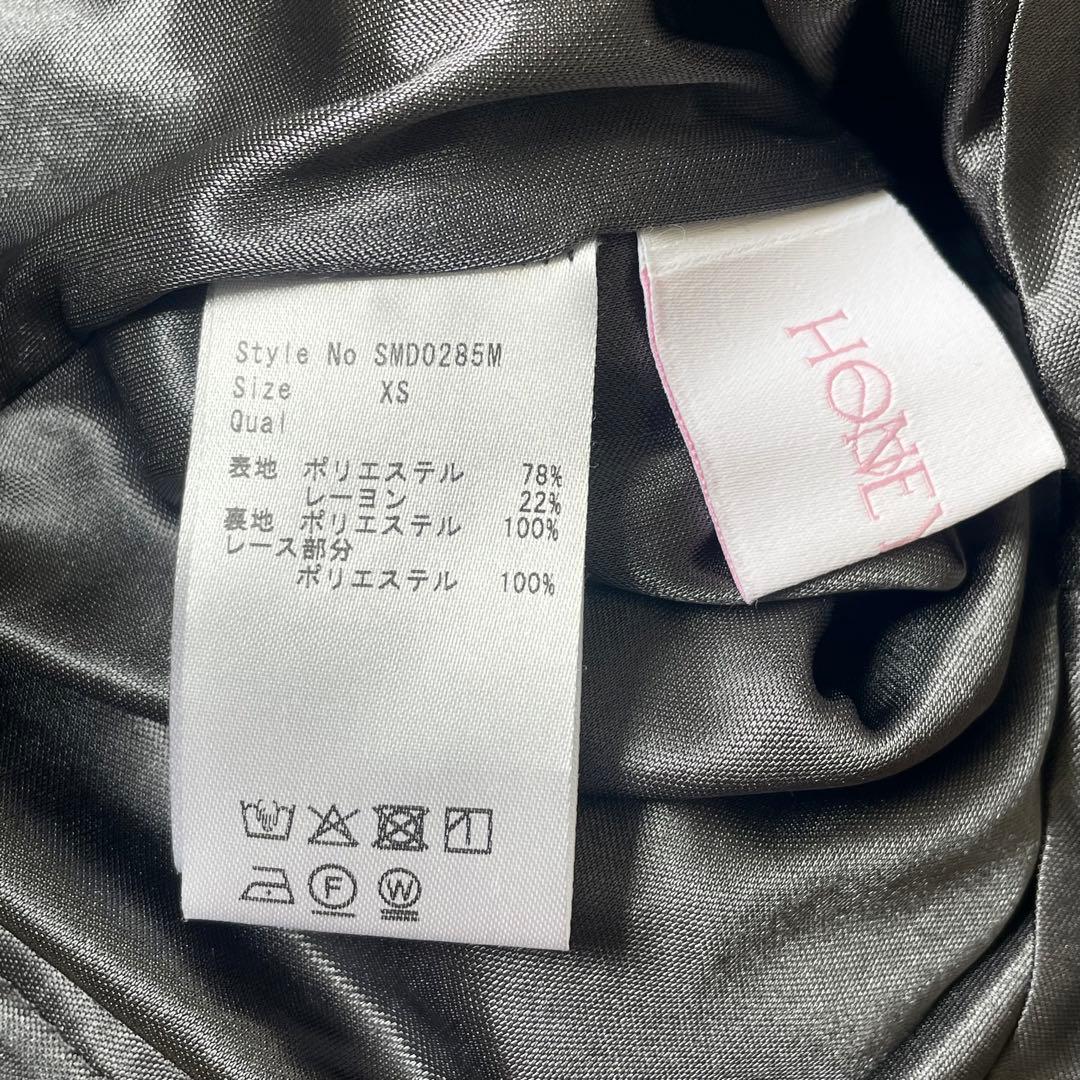 Style No SMD0285M
Size XS
Qual
表地 ポリエステル 78%
レーヨン 22%
裏地 ポリエステル 100%
レース部分
ポリエステル 100%
F
W
HONE